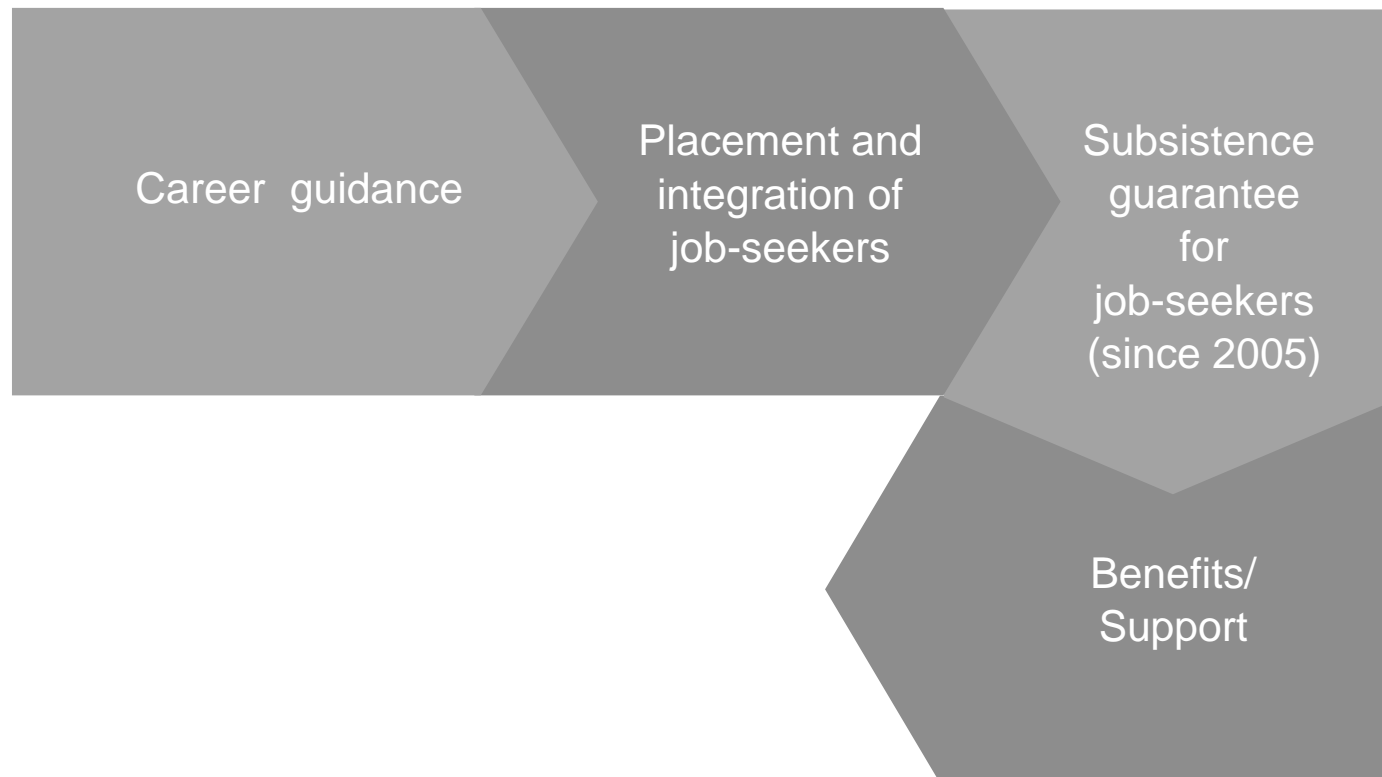 Career guidance
Placement and
integration of
job-seekers
Subsistence
guarantee
for
job-seekers
(since 2005)
Benefits/
Support